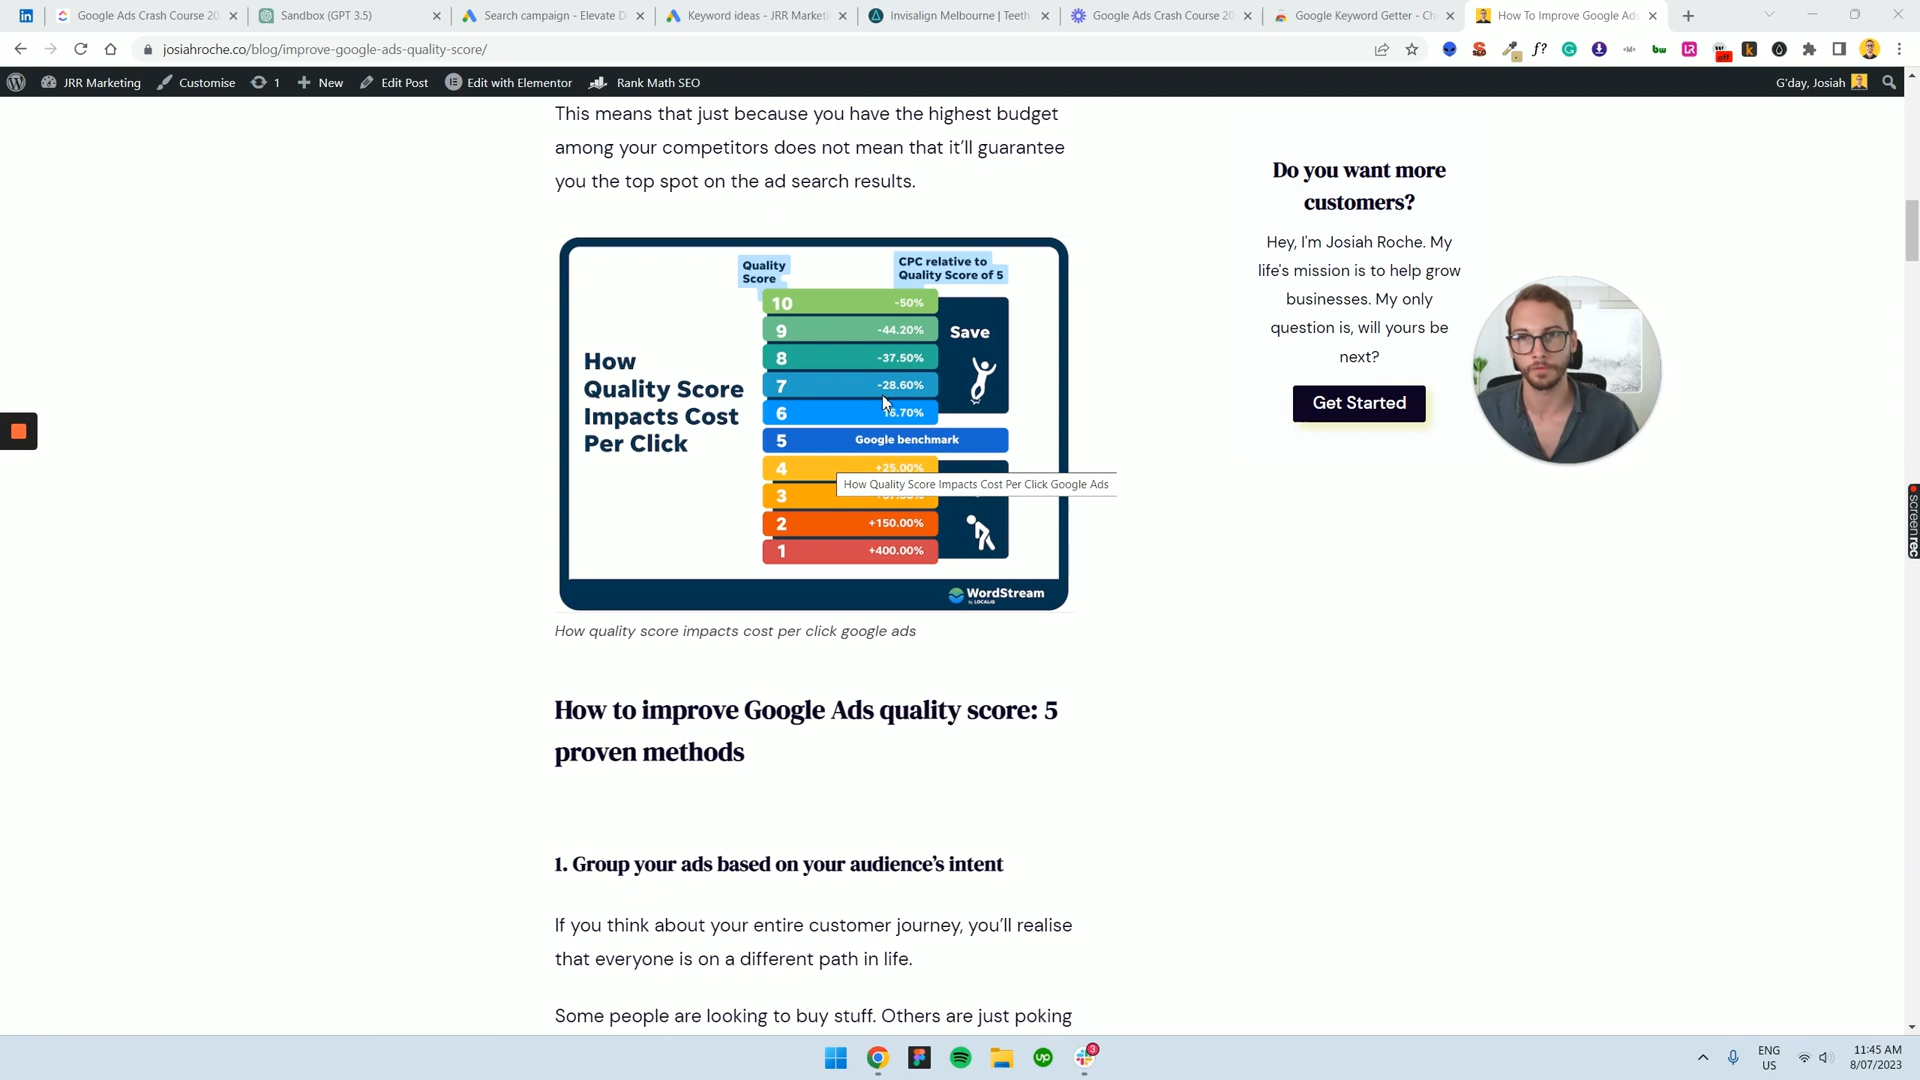 Google Ads Crash Course 20
Sandbox (GPT 3.5)
Search campaign - Elevate D
Keyword ideas - JRR Marketi
Invisalign Melbourne | Teeth
Google Ads Crash Course 20
Google Keyword Getter - Ch
How To Improve Google Ads
josiahroche.co/blog/improve-google-ads-quality-score/
JRR Marketing
Customise
1
New
Edit Post
Edit with Elementor
Rank Math SEO
G'day, Josiah
This means that just because you have the highest budget
among your competitors does not mean that it'll guarantee
you the top spot on the ad search results.
How
Quality Score
Impacts Cost
Per Click
Quality
Score
CPC relative to
Quality Score of 5
10 -50%
9 -44.20%
8 -37.50%
7 -28.60%
6 16.70%
5 Google benchmark
4 +25.00%
3
2 +150.00%
1 +400.00%
Save
How Quality Score Impacts Cost Per Click Google Ads
WordStream
by LOCALiQ
How quality score impacts cost per click google ads
How to improve Google Ads quality score: 5
proven methods
1. Group your ads based on your audience's intent
If you think about your entire customer journey, you'll realise
that everyone is on a different path in life.
Some people are looking to buy stuff. Others are just poking
Do you want more
customers?
Hey, I'm Josiah Roche. My
life's mission is to help grow
businesses. My only
question is, will yours be
next?
Get Started
screenrec
3
ENG
US
11:45 AM
8/07/2023